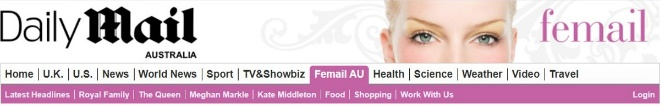 Daily Mail femail
AUSTRALIA
Home U.K. U.S. News World News Sport TV&Showbiz Femail AU Health Science Weather Video Travel
Latest Headlines Royal Family The Queen Meghan Markle Kate Middleton Food Shopping Work With Us Login